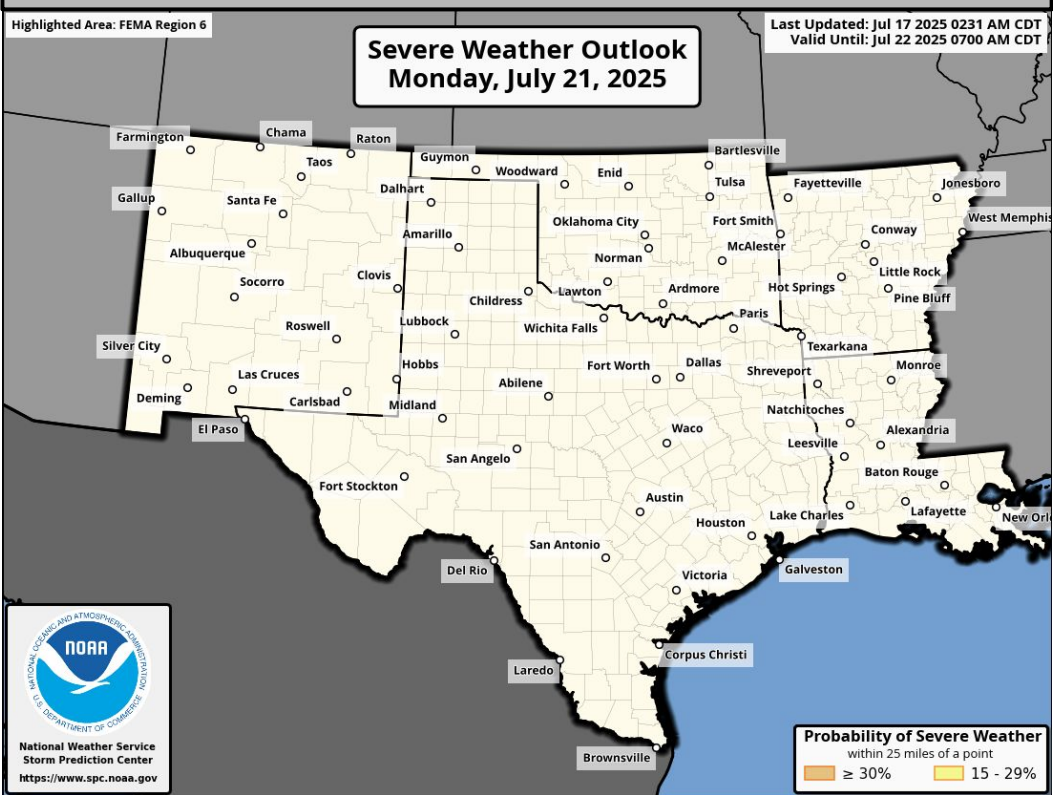 Highlighted Area: FEMA Region 6
Severe Weather Outlook
Monday, July 21, 2025
Last Updated: Jul 17 2025 0231 AM CDT
Valid Until: Jul 22 2025 0700 AM CDT
Farmington
Chama
Raton
Taos
Guymon
Woodward
Enid
Bartlesville
Tulsa
Fayetteville
Jonesboro
Gallup
Santa Fe
Dalhart
Oklahoma City
Fort Smith
West Memphis
Albuquerque
Amarillo
Norman
McAlester
Conway
Little Rock
Socorro
Clovis
Childress
Lawton
Ardmore
Hot Springs
Pine Bluff
Roswell
Lubbock
Wichita Falls
Paris
Texarkana
Silver City
Hobbs
Fort Worth
Dallas
Shreveport
Monroe
Las Cruces
Abilene
Deming
Carlsbad
Midland
Natchitoches
El Paso
Waco
Leesville
Alexandria
San Angelo
Baton Rouge
Fort Stockton
Austin
Lake Charles
Lafayette
New Orl
Houston
San Antonio
Del Rio
Victoria
Galveston
Laredo
Corpus Christi
Brownsville
NATIONAL OCEANIC AND ATMOSPHERIC ADMINISTRATION
NOAA
U.S. DEPARTMENT OF COMMERCE
National Weather Service
Storm Prediction Center
https://www.spc.noaa.gov
Probability of Severe Weather
within 25 miles of a point
≥ 30%
15 - 29%